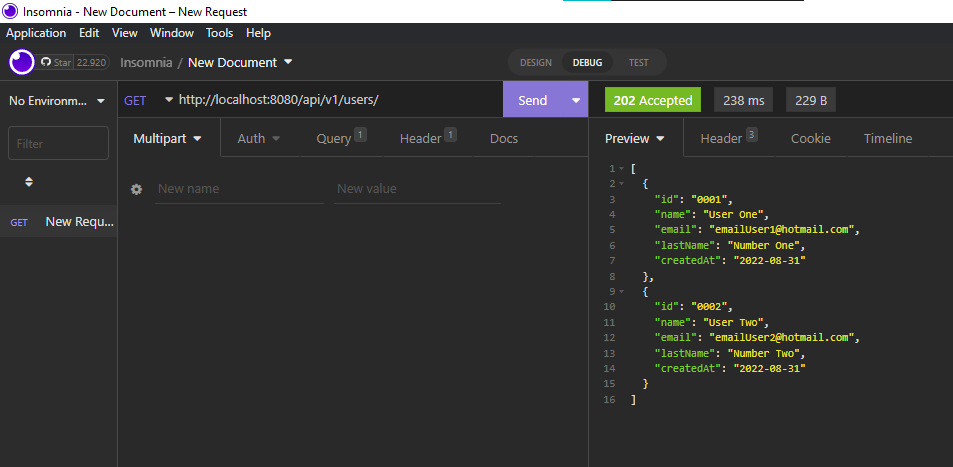 Insomnia - New Document – New Request
Application Edit View Window Tools Help
Star 22.920 Insomnia / New Document DESIGN DEBUG TEST
No Environm... GET http://localhost:8080/api/v1/users/ Send 202 Accepted 238 ms 229 B
Filter Multipart Auth Query 1 Header 1 Docs Preview Header 3 Cookie Timeline
New name New value
GET New Requ...
1 [
2 {
3 "id": "0001",
4 "name": "User One",
5 "email": "emailUser1@hotmail.com",
6 "lastName": "Number One",
7 "createdAt": "2022-08-31"
8 },
9 {
10 "id": "0002",
11 "name": "User Two",
12 "email": "emailUser2@hotmail.com",
13 "lastName": "Number Two",
14 "createdAt": "2022-08-31"
15 }
16 ]